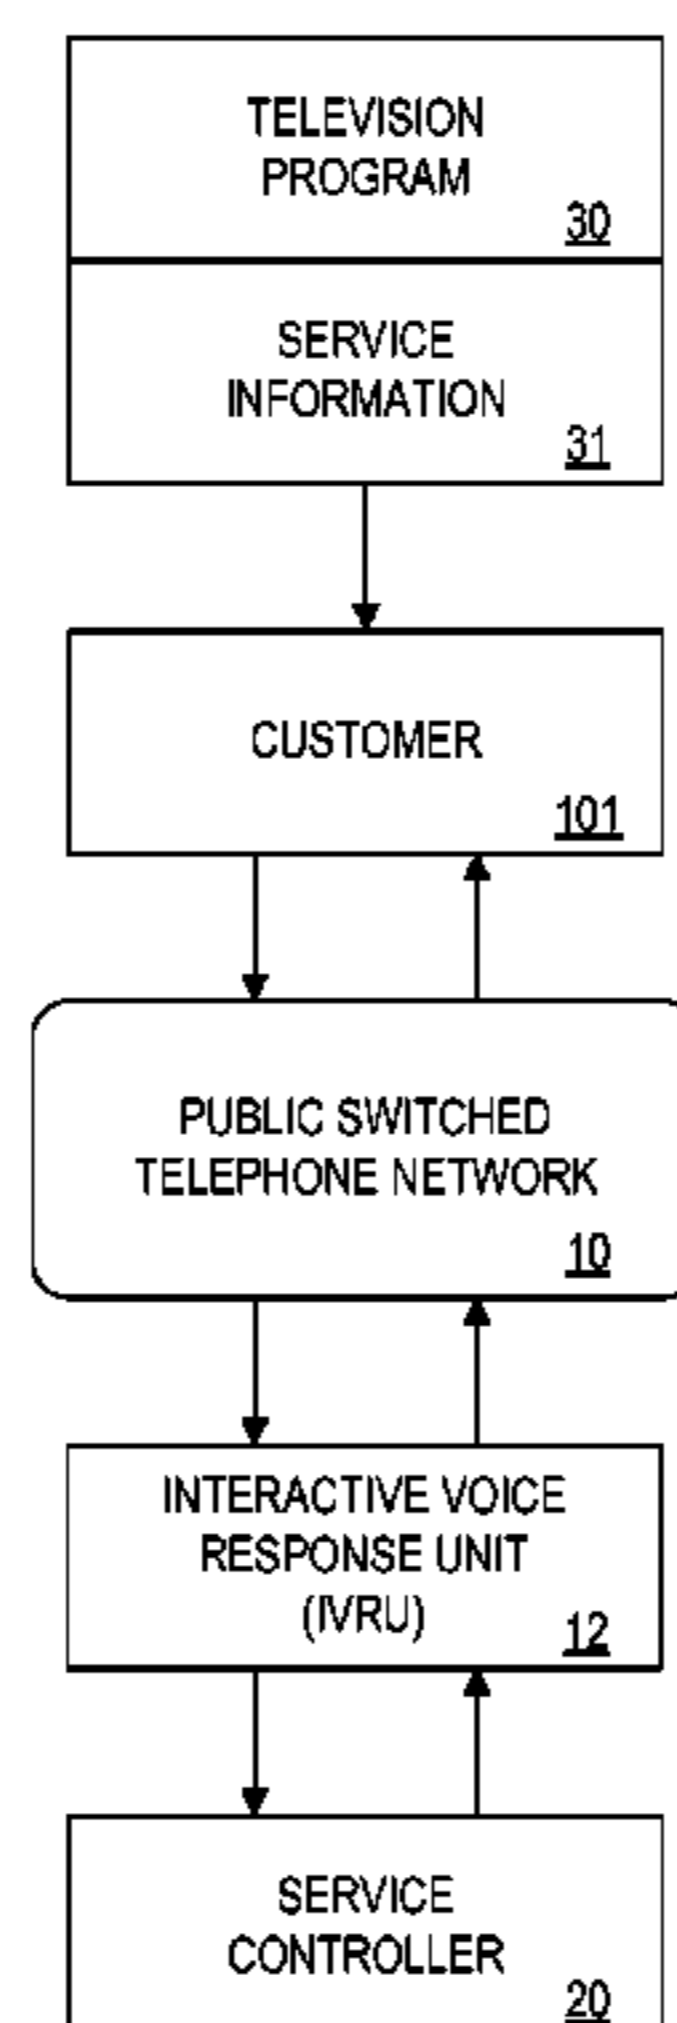 TELEVISION
PROGRAM
30
SERVICE
INFORMATION
31
CUSTOMER
101
PUBLIC SWITCHED
TELEPHONE NETWORK
10
INTERACTIVE VOICE
RESPONSE UNIT
(IVRU)
12
SERVICE
CONTROLLER
20